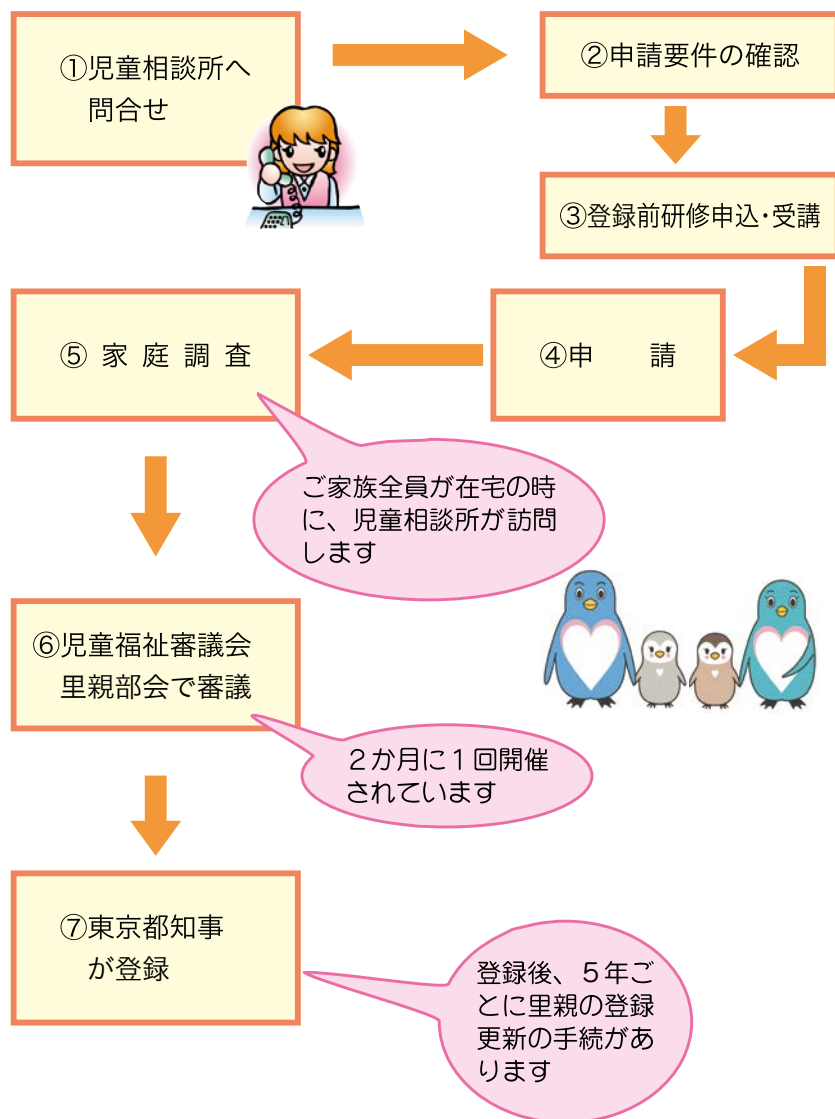 ①児童相談所へ
問合せ
②申請要件の確認
③登録前研修申込・受講
④申　　請
⑤ 家 庭 調 査
ご家族全員が在宅の時
に、児童相談所が訪問
します
⑥児童福祉審議会
里親部会で審議
２か月に１回開催
されています
⑦東京都知事
が登録
登録後、５年ご
とに里親の登録
更新の手続があ
ります